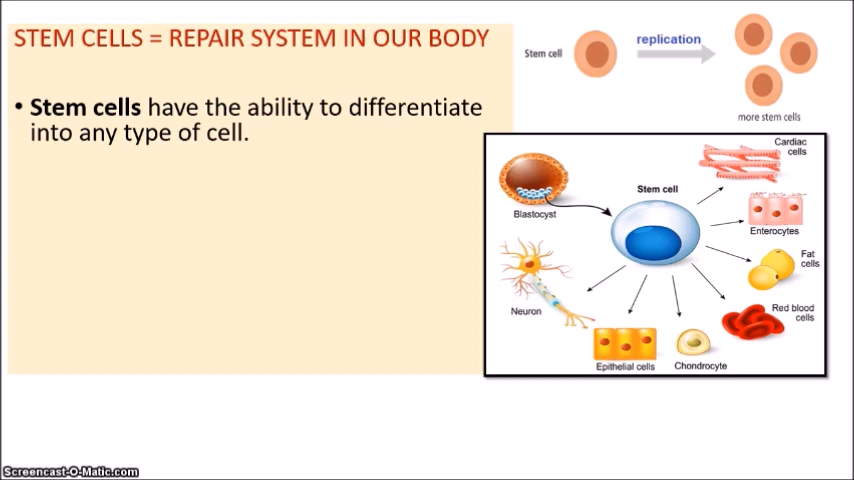 STEM CELLS = REPAIR SYSTEM IN OUR BODY
• Stem cells have the ability to differentiate
into any type of cell.
Stem cell
replication
more stem cells
Cardiac
cells
Stem cell
Blastocyst
Enterocytes
Fat
cells
Neuron
Red blood
cells
Epithelial cells
Chondrocyte
Screencast-O-Matic.com